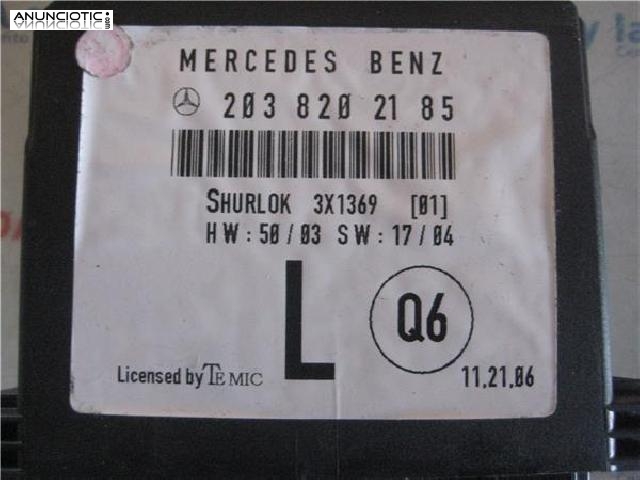 ANUNCIOTIC
MERCEDES BENZ
203 820 21 85
SHURLOK 3X1369 [01]
HW : 50 / 03 SW : 17 / 04
L
Q6
Licensed by TEMIC
11.21.06